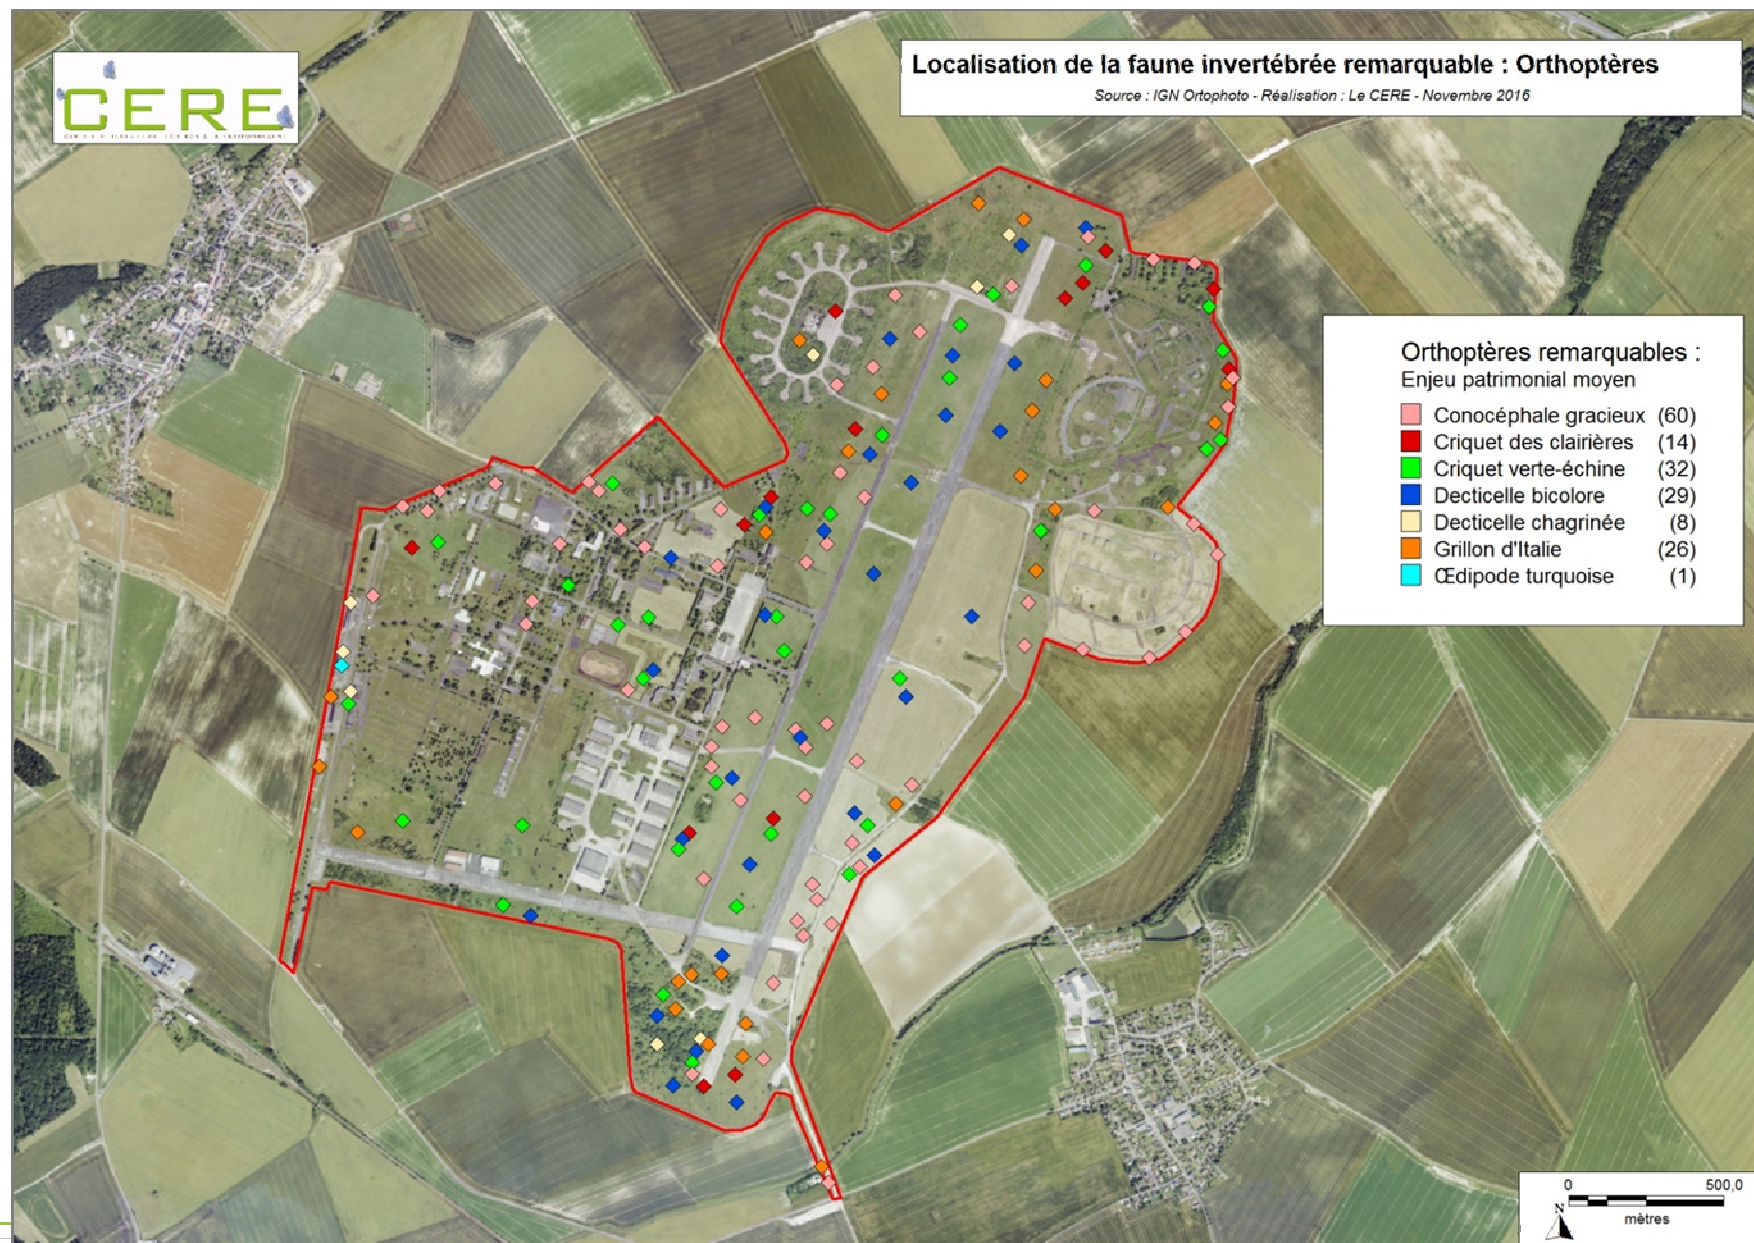 CERE
Localisation de la faune invertébrée remarquable : Orthoptères
Source : IGN Ortophoto - Réalisation : Le CERE - Novembre 2016
Orthoptères remarquables :
Enjeu patrimonial moyen
Conocéphale gracieux (60)
Criquet des clairières (14)
Criquet verte-échine (32)
Decticelle bicolore (29)
Decticelle chagrinée (8)
Grillon d'Italie (26)
Œdipode turquoise (1)
0 500,0
mètres
N